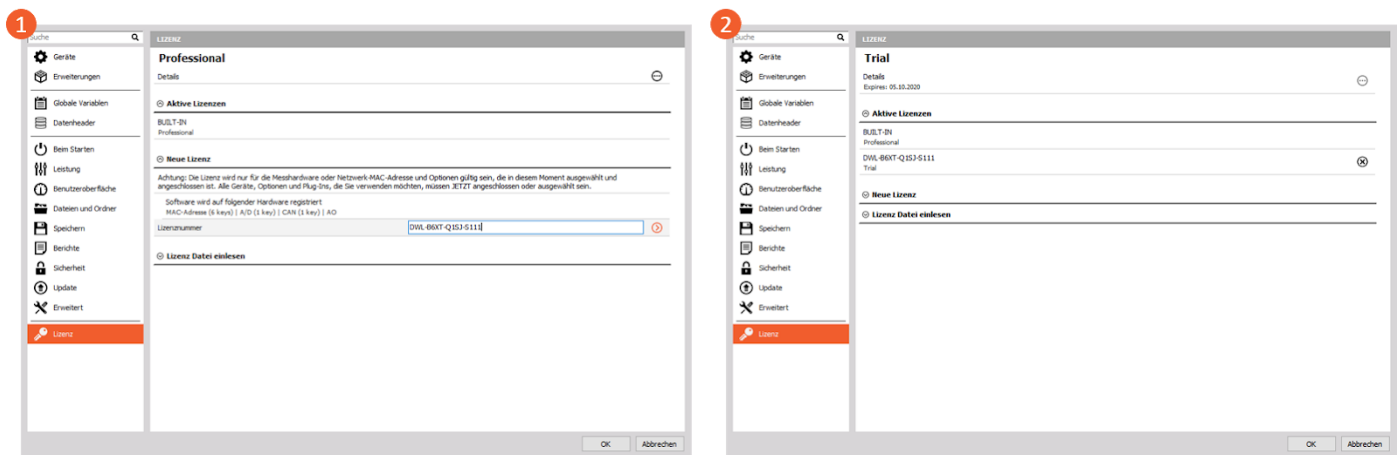 1
Suche
Geräte
Erweiterungen
Globale Variablen
Datenheader
Beim Starten
Leistung
Benutzeroberfläche
Dateien und Ordner
Speichern
Berichte
Sicherheit
Update
Erweitert
Lizenz
LIZENZ
Professional
Details
Aktive Lizenzen
BUILT-IN
Professional
Neue Lizenz
Achtung: Die Lizenz wird nur für die Messhardware oder Netzwerk-MAC-Adresse und Optionen gültig sein, die in diesem Moment ausgewählt und
angeschlossen ist. Alle Geräte, Optionen und Plug-Ins, die Sie verwenden möchten, müssen JETZT angeschlossen oder ausgewählt sein.
Software wird auf folgender Hardware registriert
MAC-Adresse (6 keys) | A/D (1 key) | CAN (1 key) | AO
Lizenznummer DWL-B6XT-Q1SJ-S111
Lizenz Datei einlesen
OK Abbrechen
2
Suche
Geräte
Erweiterungen
Globale Variablen
Datenheader
Beim Starten
Leistung
Benutzeroberfläche
Dateien und Ordner
Speichern
Berichte
Sicherheit
Update
Erweitert
Lizenz
LIZENZ
Trial
Details
Expires: 05.10.2020
Aktive Lizenzen
BUILT-IN
Professional
DWL-B6XT-Q1SJ-S111
Trial
Neue Lizenz
Lizenz Datei einlesen
OK Abbrechen